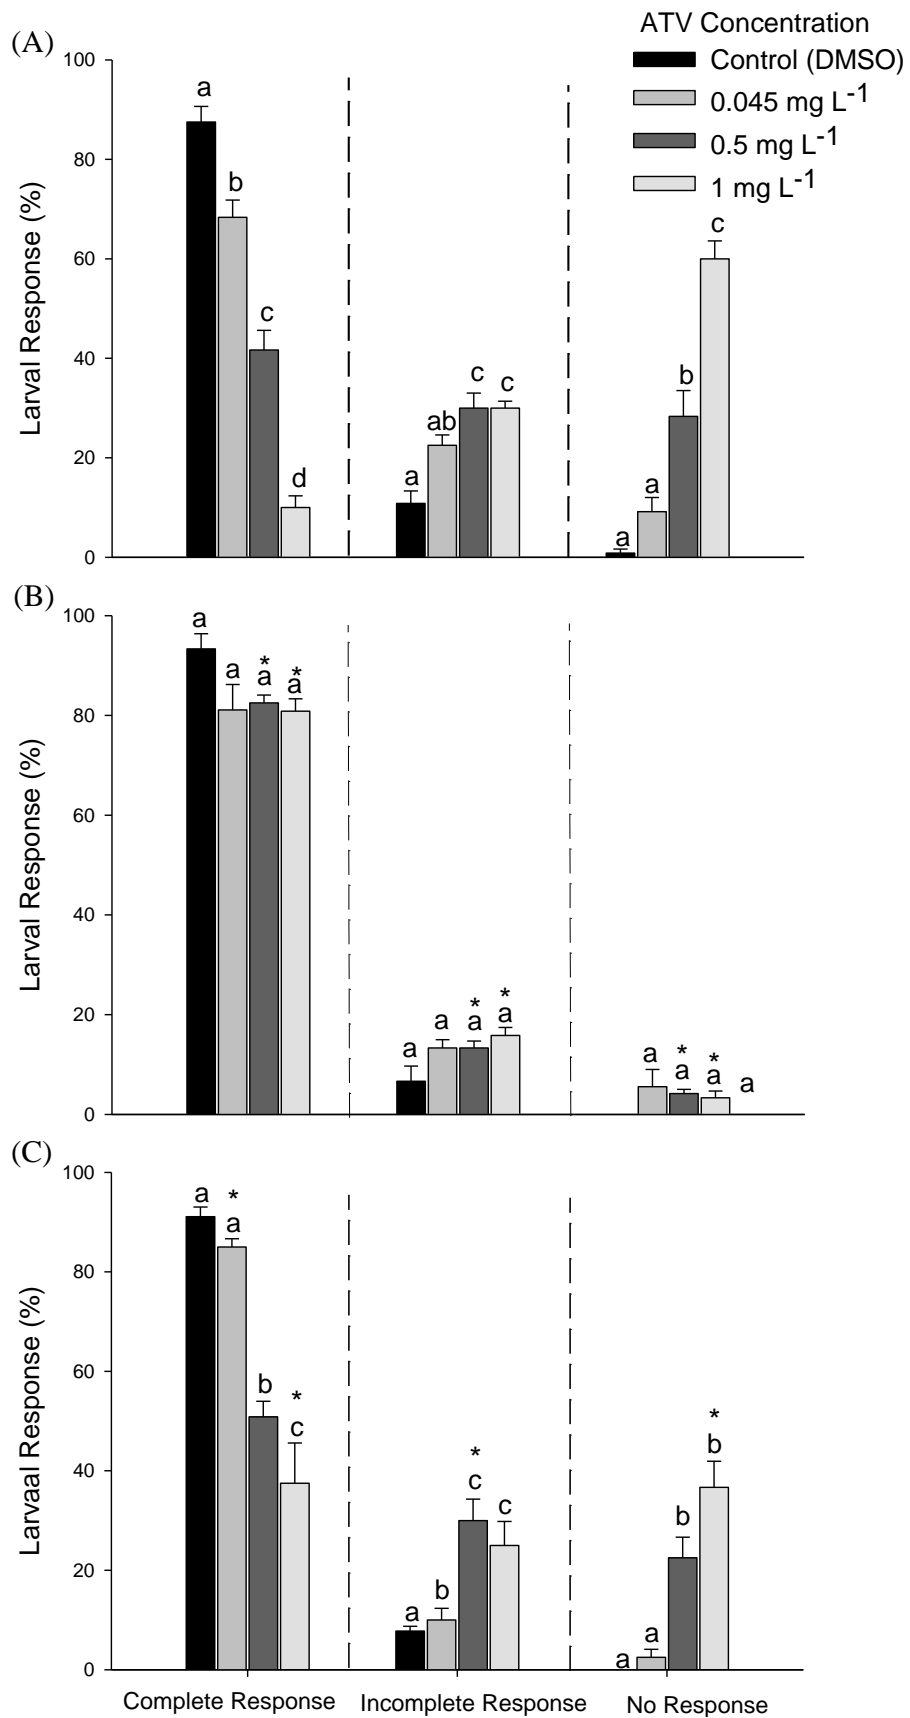 ATV Concentration
Control (DMSO)
0.045 mg L-1
0.5 mg L-1
1 mg L-1
(A)
100
80
60
40
20
0
Larval Response (%)
a
b
c
d
a
ab
c
c
a
a
b
c
(B)
100
80
60
40
20
0
Larval Response (%)
a
a
*
a
*
a
a
a
*
a
*
a
a
*
a
*
a
a
(C)
100
80
60
40
20
0
Larvaal Response (%)
a
*
a
b
*
c
a
b
*
c
c
a
a
b
*
b
Complete Response
Incomplete Response
No Response